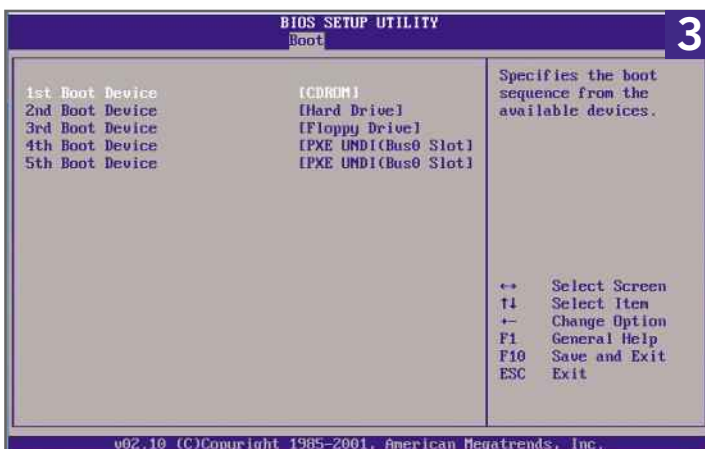 BIOS SETUP UTILITY
Boot
3
1st Boot Device [CDROM]
2nd Boot Device [Hard Drive]
3rd Boot Device [Floppy Drive]
4th Boot Device [PXE UNDI(Bus0 Slot]
5th Boot Device [PXE UNDI(Bus0 Slot]
Specifies the boot
sequence from the
available devices.
↔ Select Screen
↑↓ Select Item
+- Change Option
F1 General Help
F10 Save and Exit
ESC Exit
v02.10 (C)Copyright 1985-2001, American Megatrends, Inc.